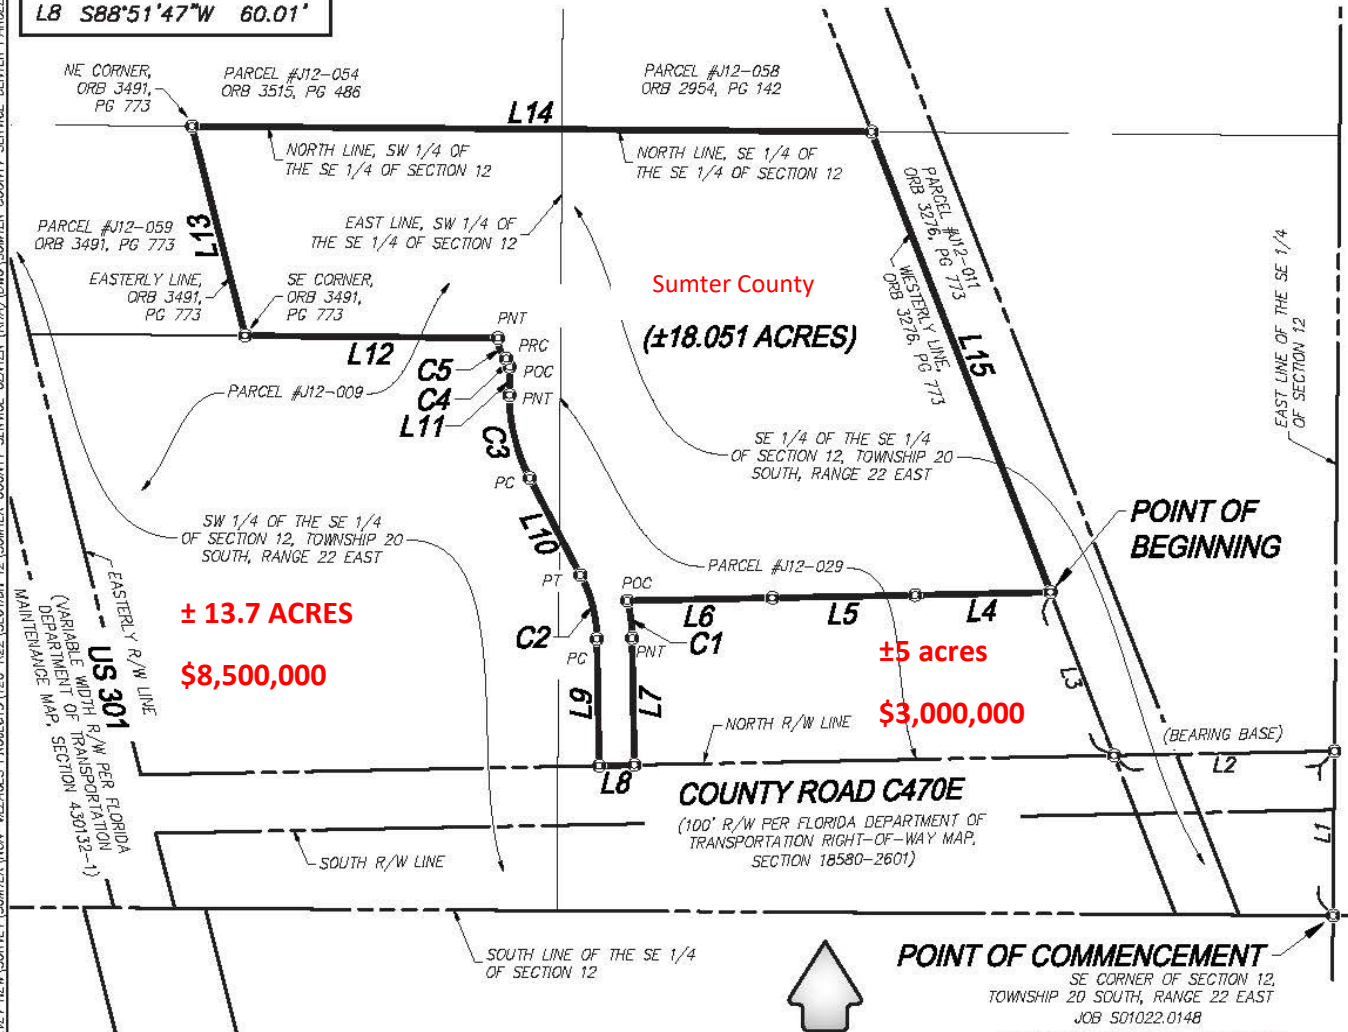 L8 S88°51'47"W 60.01'
NE CORNER,
ORB 3491,
PG 773
PARCEL #J12-054
ORB 3515, PG 486
PARCEL #J12-058
ORB 2954, PG 142
L14
NORTH LINE, SW 1/4 OF
THE SE 1/4 OF SECTION 12
NORTH LINE, SE 1/4 OF
THE SE 1/4 OF SECTION 12
PARCEL #J12-011
ORB 3276, PG 773
PARCEL #J12-059
ORB 3491, PG 773
L13
EAST LINE, SW 1/4 OF
THE SE 1/4 OF SECTION 12
EAST LINE OF THE SE 1/4
OF SECTION 12
EASTERLY LINE,
ORB 3491,
PG 773
SE CORNER,
ORB 3491,
PG 773
Sumter County
(±18.051 ACRES)
WESTERLY LINE,
ORB 3276, PG 773
L15
PNT
L12
PRC
C5
POC
C4
PNT
L11
PARCEL #J12-009
C3
PC
SE 1/4 OF THE SE 1/4
OF SECTION 12, TOWNSHIP 20
SOUTH, RANGE 22 EAST
POINT OF
BEGINNING
SW 1/4 OF THE SE 1/4
OF SECTION 12, TOWNSHIP 20
SOUTH, RANGE 22 EAST
L10
PT
POC
PARCEL #J12-029
L6
L5
L4
± 13.7 ACRES
$8,500,000
C2
PC
C1
PNT
±5 acres
$3,000,000
L3
EASTERLY R/W LINE
US 301
(VARIABLE WIDTH R/W PER FLORIDA
DEPARTMENT OF TRANSPORTATION
MAINTENANCE MAP, SECTION 430132-1)
L9
L7
NORTH R/W LINE
(BEARING BASE)
L2
L8
COUNTY ROAD C470E
(100' R/W PER FLORIDA DEPARTMENT OF
TRANSPORTATION RIGHT-OF-WAY MAP,
SECTION 18580-2601)
L1
SOUTH R/W LINE
SOUTH LINE OF THE SE 1/4
OF SECTION 12
POINT OF COMMENCEMENT
SE CORNER OF SECTION 12,
TOWNSHIP 20 SOUTH, RANGE 22 EAST
JOB S01022.0148